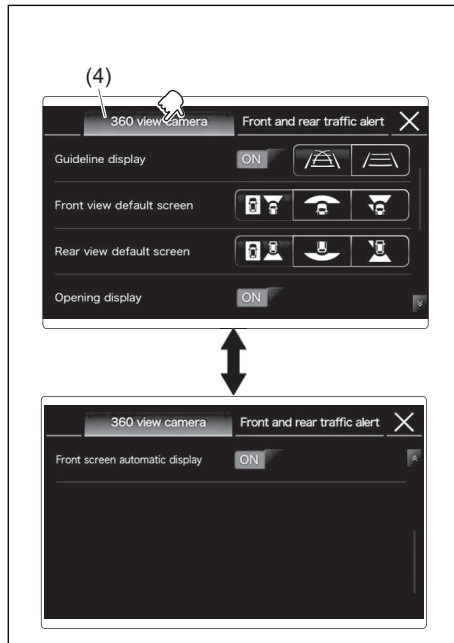 (4)
360 view camera Front and rear traffic alert
Guideline display ON
Front view default screen
Rear view default screen
Opening display ON
360 view camera Front and rear traffic alert
Front screen automatic display ON